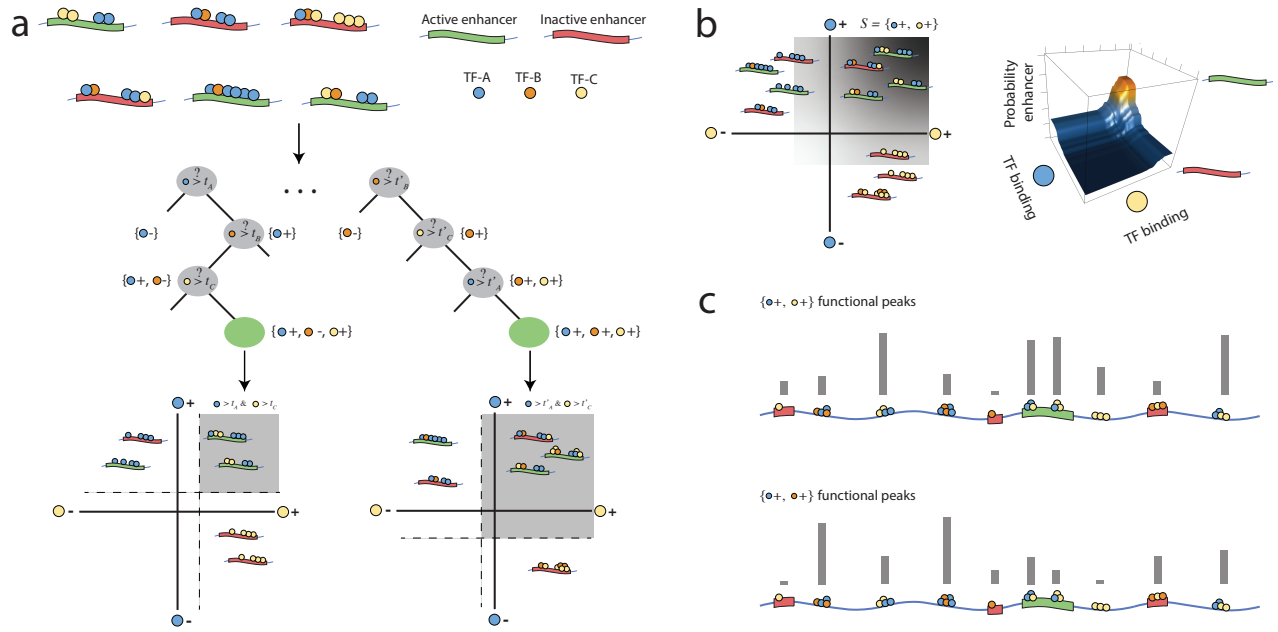 a
Active enhancer
Inactive enhancer
TF-A
TF-B
TF-C
?
> t_A
. . .
?
> t'_B
{ -}
?
> t_B
{ +}
{ -}
?
> t'_C
{ +}
{ +, -}
?
> t_C
?
> t'_A
{ +, +}
{ +, -, +}
{ +, +, +}
+
> t_A & > t_C
-
+
-
+
> t'_A & > t'_C
-
+
-
b
+
S = { +, +}
-
+
-
Probability
enhancer
TF binding
TF binding
c
{ +, +} functional peaks
{ +, +} functional peaks